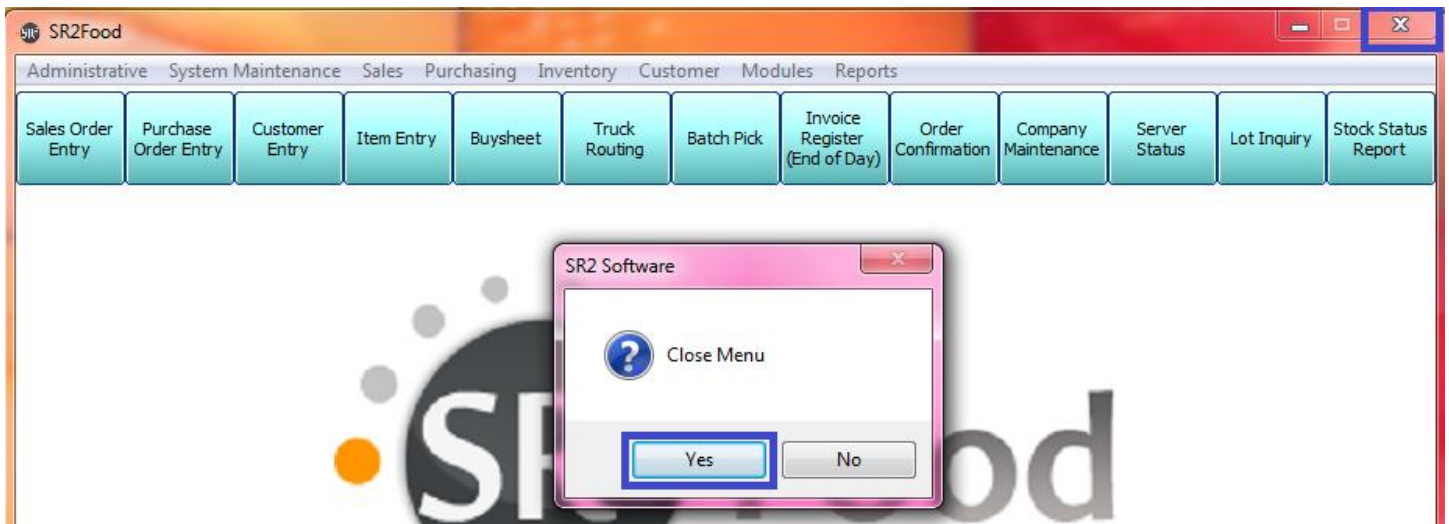 SR2Food
Administrative System Maintenance Sales Purchasing Inventory Customer Modules Reports
Sales Order Entry
Purchase Order Entry
Customer Entry
Item Entry
Buysheet
Truck Routing
Batch Pick
Invoice Register (End of Day)
Order Confirmation
Company Maintenance
Server Status
Lot Inquiry
Stock Status Report
SR2 Software
Close Menu
Yes No